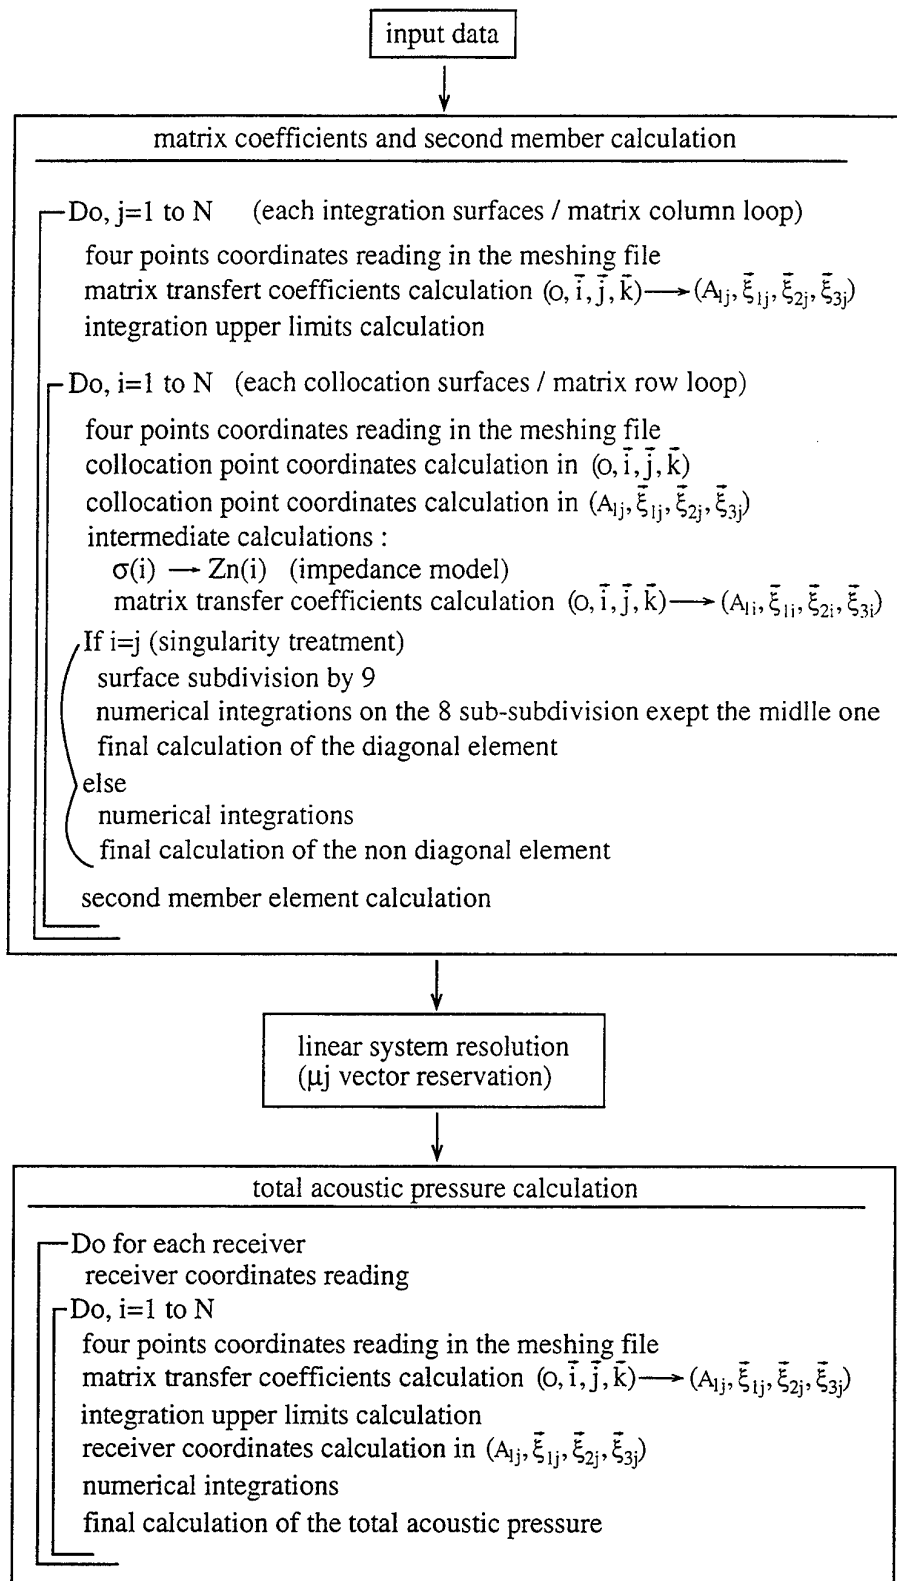 input data
matrix coefficients and second member calculation
Do, j=1 to N (each integration surfaces / matrix column loop)
four points coordinates reading in the meshing file
matrix transfert coefficients calculation (o, i⃗, j⃗, k⃗) → (A₁ⱼ, ξ⃗₁ⱼ, ξ⃗₂ⱼ, ξ⃗₃ⱼ)
integration upper limits calculation
Do, i=1 to N (each collocation surfaces / matrix row loop)
four points coordinates reading in the meshing file
collocation point coordinates calculation in (o, i⃗, j⃗, k⃗)
collocation point coordinates calculation in (A₁ⱼ, ξ⃗₁ⱼ, ξ⃗₂ⱼ, ξ⃗₃ⱼ)
intermediate calculations :
σ(i) → Zn(i) (impedance model)
matrix transfer coefficients calculation (o, i⃗, j⃗, k⃗) → (A₁ᵢ, ξ⃗₁ᵢ, ξ⃗₂ᵢ, ξ⃗₃ᵢ)
If i=j (singularity treatment)
surface subdivision by 9
numerical integrations on the 8 sub-subdivision exept the midlle one
final calculation of the diagonal element
else
numerical integrations
final calculation of the non diagonal element
second member element calculation
linear system resolution
(μj vector reservation)
total acoustic pressure calculation
Do for each receiver
receiver coordinates reading
Do, i=1 to N
four points coordinates reading in the meshing file
matrix transfer coefficients calculation (o, i⃗, j⃗, k⃗) → (A₁ⱼ, ξ⃗₁ⱼ, ξ⃗₂ⱼ, ξ⃗₃ⱼ)
integration upper limits calculation
receiver coordinates calculation in (A₁ⱼ, ξ⃗₁ⱼ, ξ⃗₂ⱼ, ξ⃗₃ⱼ)
numerical integrations
final calculation of the total acoustic pressure